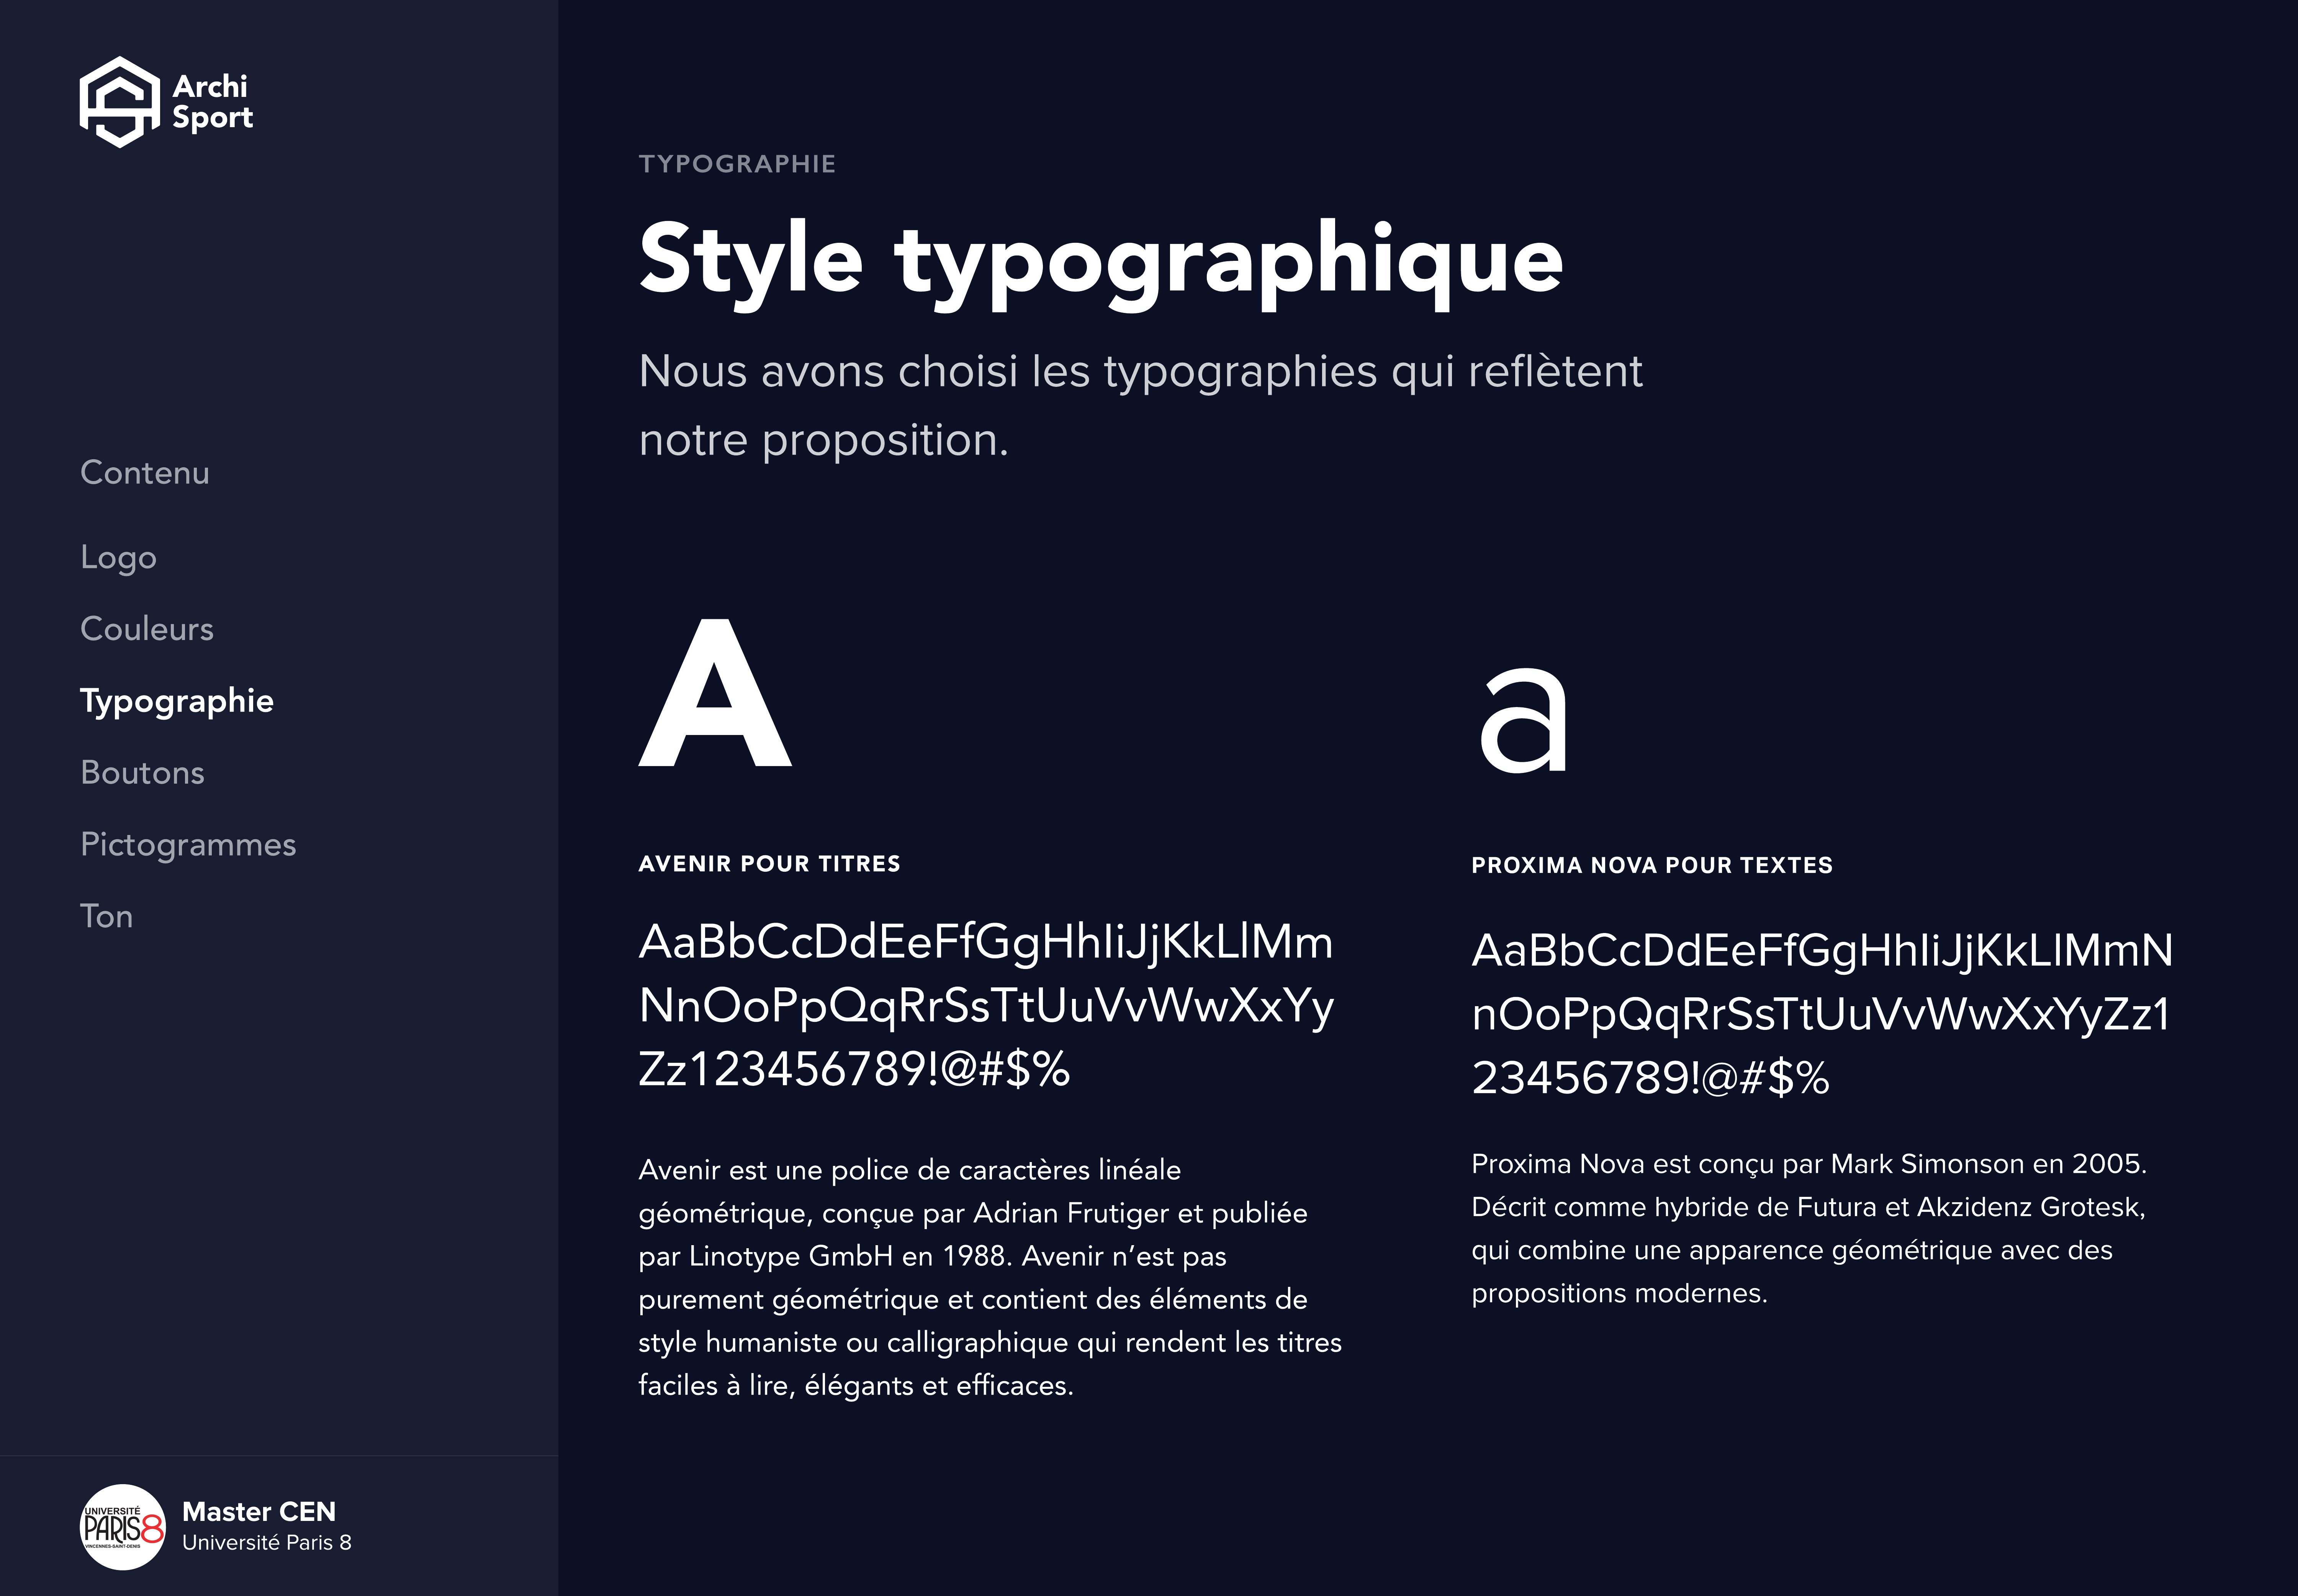 Archi
Sport
Contenu
Logo
Couleurs
Typographie
Boutons
Pictogrammes
Ton
UNIVERSITÉ
PARIS8
VINCENNES-SAINT-DENIS
Master CEN
Université Paris 8
TYPOGRAPHIE
Style typographique
Nous avons choisi les typographies qui reflètent
notre proposition.
A
AVENIR POUR TITRES
AaBbCcDdEeFfGgHhIiJjKkLlMm
NnOoPpQqRrSsTtUuVvWwXxYy
Zz123456789!@#$%
Avenir est une police de caractères linéale
géométrique, conçue par Adrian Frutiger et publiée
par Linotype GmbH en 1988. Avenir n’est pas
purement géométrique et contient des éléments de
style humaniste ou calligraphique qui rendent les titres
faciles à lire, élégants et efficaces.
a
PROXIMA NOVA POUR TEXTES
AaBbCcDdEeFfGgHhIiJjKkLlMmN
nOoPpQqRrSsTtUuVvWwXxYyZz1
23456789!@#$%
Proxima Nova est conçu par Mark Simonson en 2005.
Décrit comme hybride de Futura et Akzidenz Grotesk,
qui combine une apparence géométrique avec des
propositions modernes.